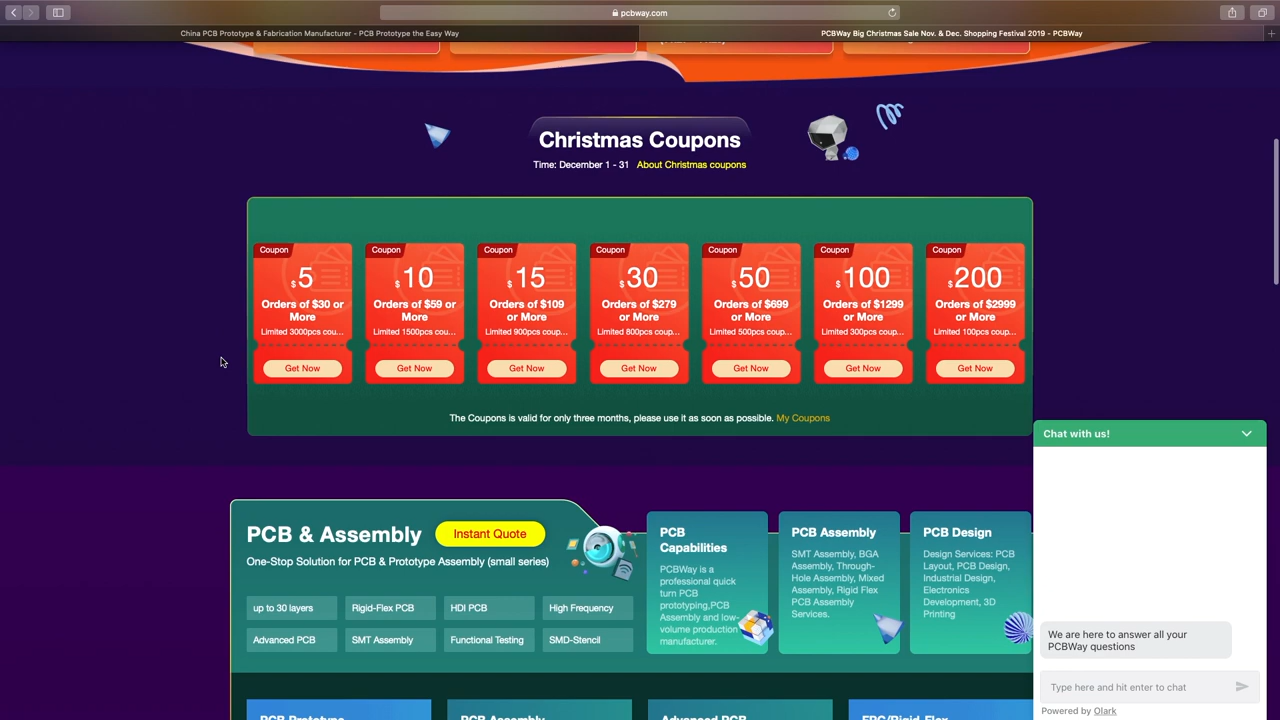 pcbway.com
China PCB Prototype & Fabrication Manufacturer - PCB Prototype the Easy Way
PCBWay Big Christmas Sale Nov. & Dec. Shopping Festival 2019 - PCBWay
Christmas Coupons
Time: December 1 - 31 About Christmas coupons
Coupon
$5
Orders of $30 or
More
Limited 3000pcs cou...
Get Now
Coupon
$10
Orders of $59 or
More
Limited 1500pcs cou...
Get Now
Coupon
$15
Orders of $109
or More
Limited 900pcs coup...
Get Now
Coupon
$30
Orders of $279
or More
Limited 800pcs coup...
Get Now
Coupon
$50
Orders of $699
or More
Limited 500pcs coup...
Get Now
Coupon
$100
Orders of $1299
or More
Limited 300pcs coup...
Get Now
Coupon
$200
Orders of $2999
or More
Limited 100pcs coup...
Get Now
The Coupons is valid for only three months, please use it as soon as possible. My Coupons
PCB & Assembly
Instant Quote
One-Stop Solution for PCB & Prototype Assembly (small series)
up to 30 layers
Rigid-Flex PCB
HDI PCB
High Frequency
Advanced PCB
SMT Assembly
Functional Testing
SMD-Stencil
PCB
Capabilities
PCBWay is a
professional quick
turn PCB
prototyping,PCB
Assembly and low-
volume production
manufacturer.
PCB Assembly
SMT Assembly, BGA
Assembly, Through-
Hole Assembly, Mixed
Assembly, Rigid Flex
PCB Assembly
Services.
PCB Design
Design Services: PCB
Layout, PCB Design,
Industrial Design,
Electronics
Development, 3D
Printing
PCB Prototype
PCB Assembly
Advanced PCB
FPC/Rigid-Flex
Chat with us!
We are here to answer all your
PCBWay questions
Type here and hit enter to chat
Powered by Olark